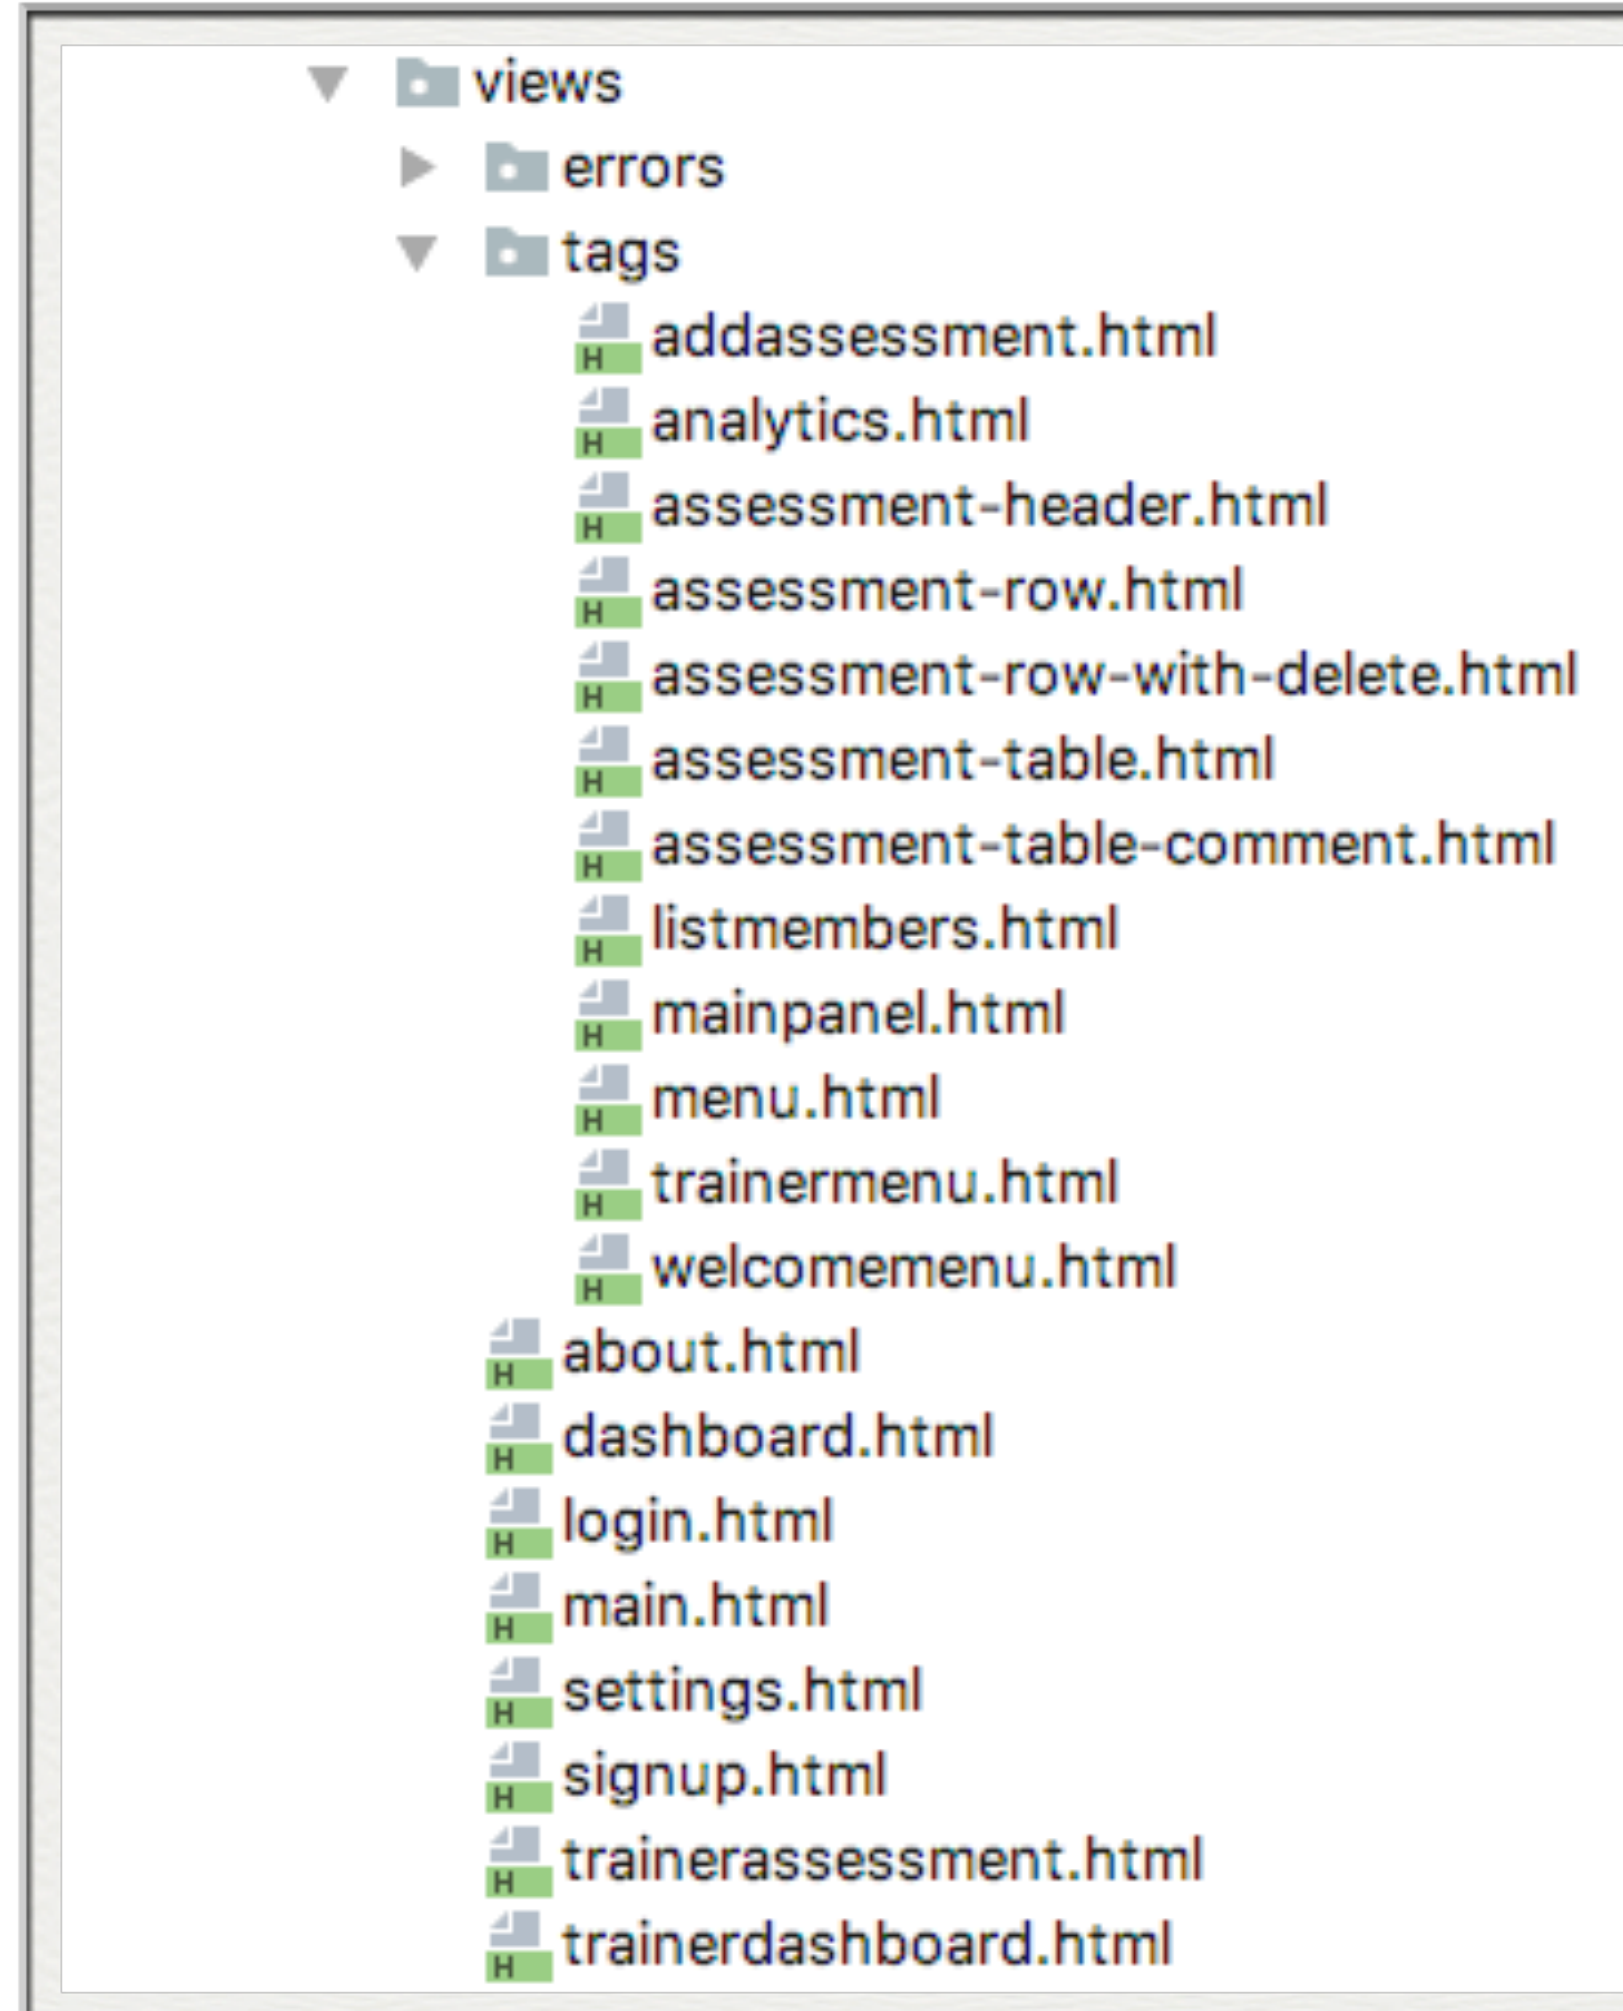 views
errors
tags
H addassessment.html
H analytics.html
H assessment-header.html
H assessment-row.html
H assessment-row-with-delete.html
H assessment-table.html
H assessment-table-comment.html
H listmembers.html
H mainpanel.html
H menu.html
H trainermenu.html
H welcomemenu.html
H about.html
H dashboard.html
H login.html
H main.html
H settings.html
H signup.html
H trainerassessment.html
H trainerdashboard.html